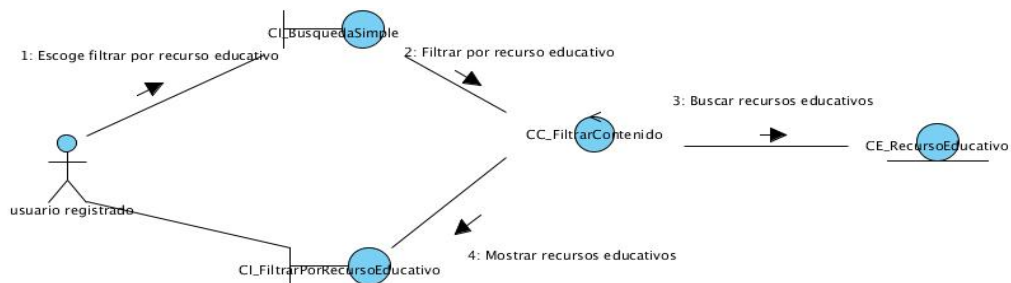 CI_BusquedaSimple
1: Escoge filtrar por recurso educativo
2: Filtrar por recurso educativo
3: Buscar recursos educativos
CC_FiltrarContenido
CE_RecursoEducativo
usuario registrado
4: Mostrar recursos educativos
CI_FiltrarPorRecursoEducativo